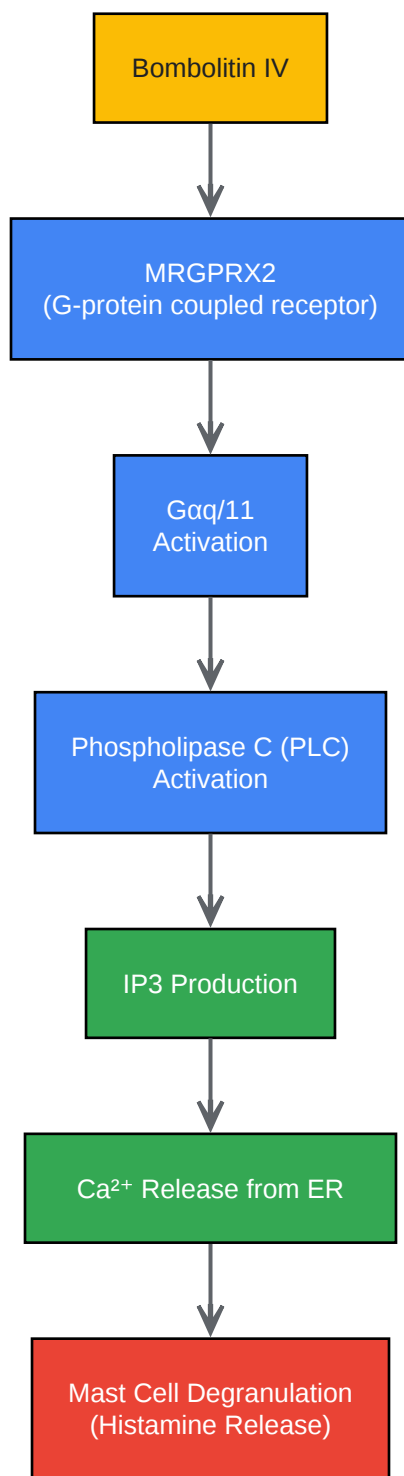 Bombolitin IV
MRGPRX2
(G-protein coupled receptor)
Gαq/11
Activation
Phospholipase C (PLC)
Activation
IP3 Production
Ca²⁺ Release from ER
Mast Cell Degranulation
(Histamine Release)